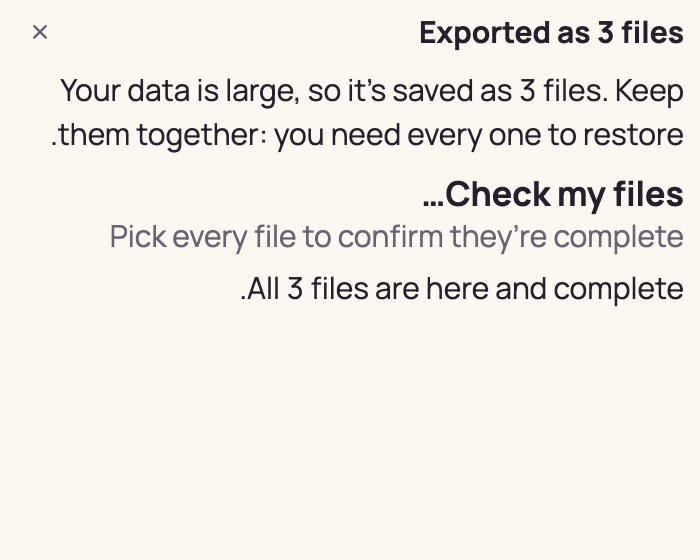 Exported as 3 files
Your data is large, so it’s saved as 3 files. Keep
them together: you need every one to restore.
Check my files…
Pick every file to confirm they’re complete
All 3 files are here and complete.